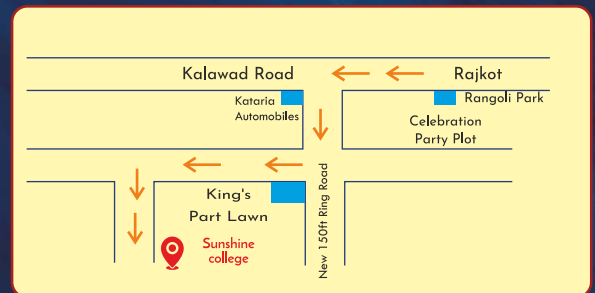 Kalawad Road
Rajkot
Kataria
Automobiles
Rangoli Park
Celebration
Party Plot
King's
Part Lawn
New 150ft Ring Road
Sunshine
college